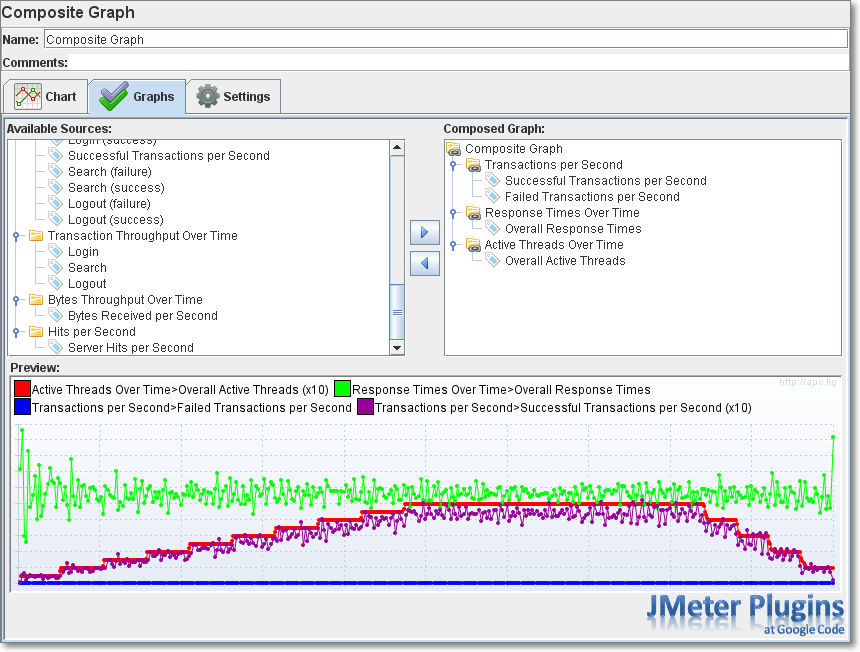 Composite Graph
Name: Composite Graph
Comments:
Chart Graphs Settings
Available Sources:
Login (success)
Successful Transactions per Second
Search (failure)
Search (success)
Logout (failure)
Logout (success)
Transaction Throughput Over Time
Login
Search
Logout
Bytes Throughput Over Time
Bytes Received per Second
Hits per Second
Server Hits per Second
Composed Graph:
Composite Graph
Transactions per Second
Successful Transactions per Second
Failed Transactions per Second
Response Times Over Time
Overall Response Times
Active Threads Over Time
Overall Active Threads
Preview:
http://apc.kg
Active Threads Over Time>Overall Active Threads (x10) Response Times Over Time>Overall Response Times
Transactions per Second>Failed Transactions per Second Transactions per Second>Successful Transactions per Second (x10)
JMeter Plugins
at Google Code